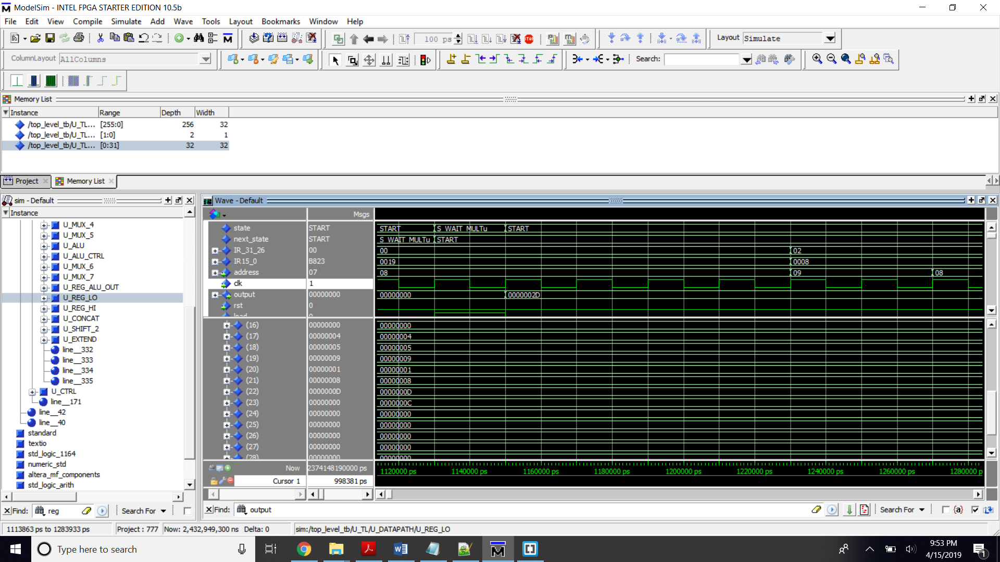 ModelSim - INTEL FPGA STARTER EDITION 10.5b
File Edit View Compile Simulate Add Wave Tools Layout Bookmarks Window Help
100 ps
Layout Simulate
ColumnLayout AllColumns
Search:
Memory List
Instance Range Depth Width
/top_level_tb/U_TL... [255:0] 256 32
/top_level_tb/U_TL... [1:0] 2 1
/top_level_tb/U_TL... [0:31] 32 32
Project Memory List
sim - Default
Instance
U_MUX_4
U_MUX_5
U_ALU
U_ALU_CTRL
U_MUX_6
U_MUX_7
U_REG_ALU_OUT
U_REG_LO
U_REG_HI
U_CONCAT
U_SHIFT_2
U_EXTEND
line__332
line__333
line__334
line__335
U_CTRL
line__171
line__42
line__40
standard
textio
std_logic_1164
numeric_std
altera_mf_components
std_logic_arith
Find: reg Search For
Wave - Default
Msgs
state START START S_WAIT_MULTu START
next_state START S_WAIT_MULTu START
IR_31_26 00 00 02
IR15_0 B823 0019 0008
address 07 08 09 08
clk 1
output 00000000 00000000 0000002D
rst 0
load 0
(16) 00000000 00000000
(17) 00000004 00000004
(18) 00000005 00000005
(19) 00000009 00000009
(20) 00000001 00000001
(21) 00000008 00000008
(22) 0000000D 0000000D
(23) 00000000 0000000C
(24) 00000000 00000000
(25) 00000000 00000000
(26) 00000000 00000000
(27) 00000000 00000000
(28) 00000000 00000000
Now 2374148190000 ps 1120000 ps 1140000 ps 1160000 ps 1180000 ps 1200000 ps 1220000 ps 1240000 ps 1260000 ps 1280000 p
Cursor 1 998381 ps
Find: output Search For
1113863 ps to 1283933 ps Project : 777 Now: 2,432,949,300 ns Delta: 0 sim:/top_level_tb/U_TL/U_DATAPATH/U_REG_LO
Type here to search
9:53 PM
4/15/2019
1